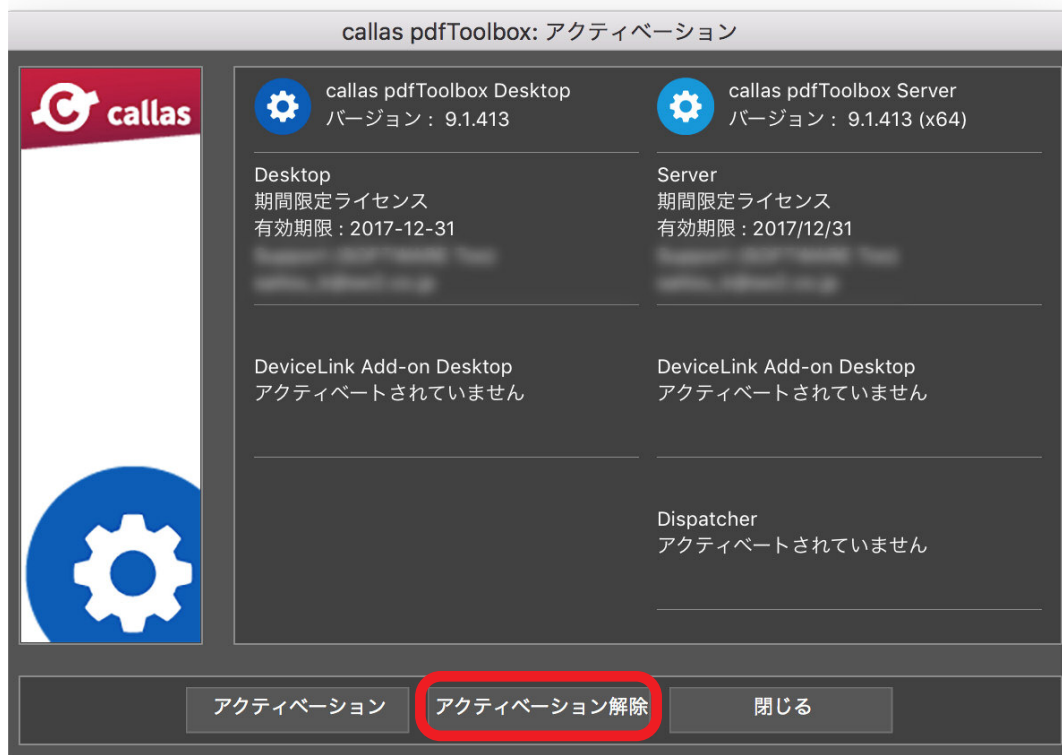 callas pdfToolbox: アクティベーション
callas
callas pdfToolbox Desktop
バージョン : 9.1.413
callas pdfToolbox Server
バージョン : 9.1.413 (x64)
Desktop
期間限定ライセンス
有効期限 : 2017-12-31
Server
期間限定ライセンス
有効期限 : 2017/12/31
DeviceLink Add-on Desktop
アクティベートされていません
DeviceLink Add-on Desktop
アクティベートされていません
Dispatcher
アクティベートされていません
アクティベーション
アクティベーション解除
閉じる